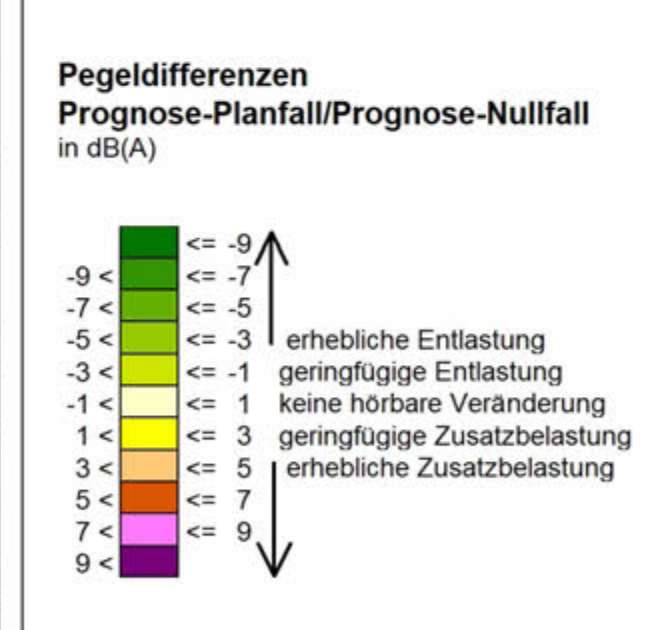 Pegeldifferenzen
Prognose-Planfall/Prognose-Nullfall
in dB(A)
<= -9
-9 < <= -7
-7 < <= -5
-5 < <= -3 erhebliche Entlastung
-3 < <= -1 geringfügige Entlastung
-1 < <= 1 keine hörbare Veränderung
1 < <= 3 geringfügige Zusatzbelastung
3 < <= 5 erhebliche Zusatzbelastung
5 < <= 7
7 < <= 9
9 <